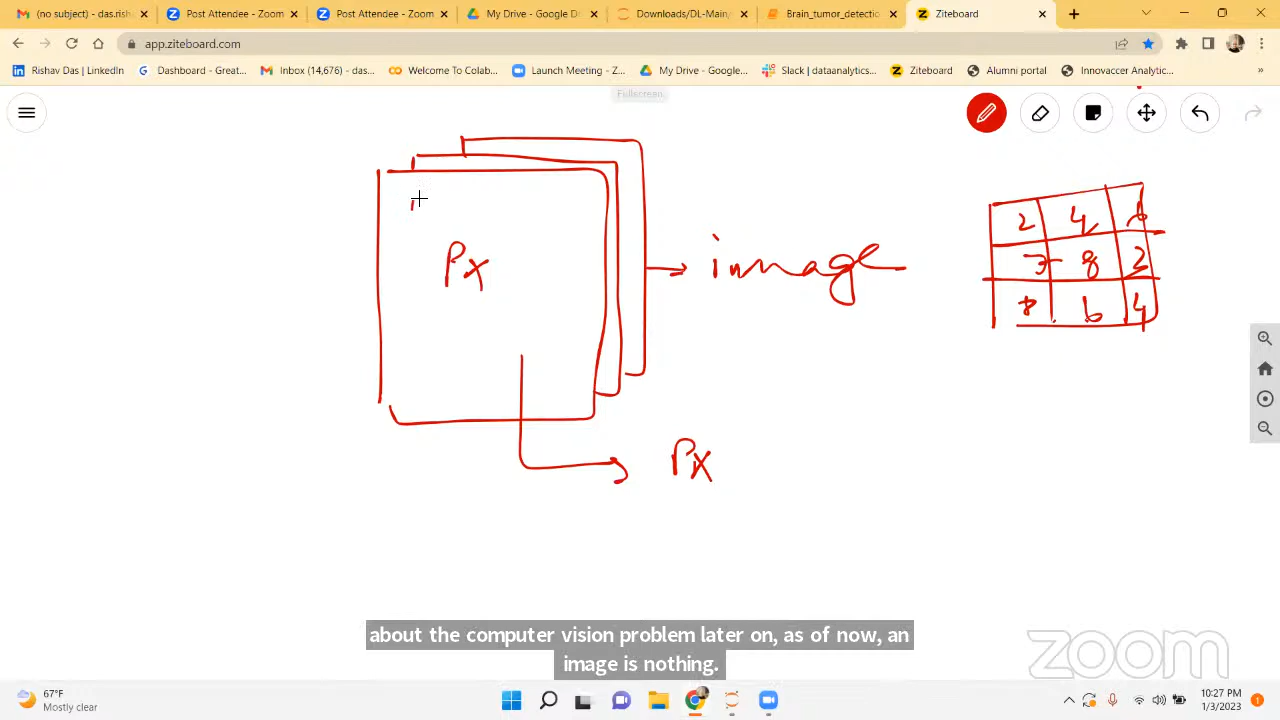 (no subject) - das.rish
Post Attendee - Zoom
Post Attendee - Zoom
My Drive - Google D
Downloads/DL-Main/
Brain_tumor_detectio
Ziteboard
app.ziteboard.com
Rishav Das | LinkedIn
Dashboard - Great...
Inbox (14,676) - das...
Welcome To Colab...
Launch Meeting - Z...
My Drive - Google...
Slack | dataanalytics...
Ziteboard
Alumni portal
Innovaccer Analytic...
»
Fullscreen
Px
image
2 4
8 3
6 4
Px
about the computer vision problem later on, as of now, an
image is nothing.
zoom
67°F
Mostly clear
10:27 PM
1/3/2023
1